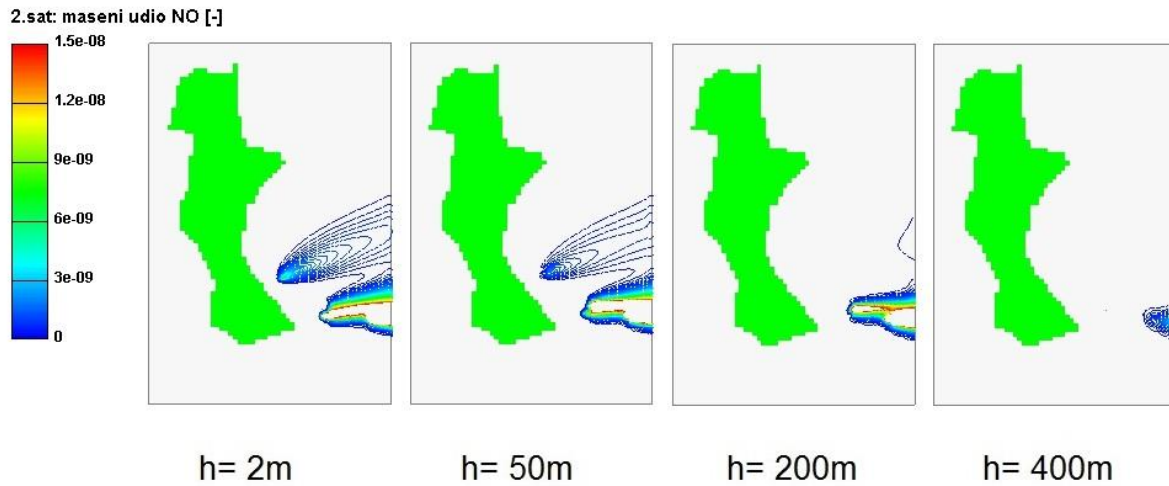 2.sat: maseni udio NO [-]
1.5e-08
1.2e-08
9e-09
6e-09
3e-09
0
h= 2m
h= 50m
h= 200m
h= 400m